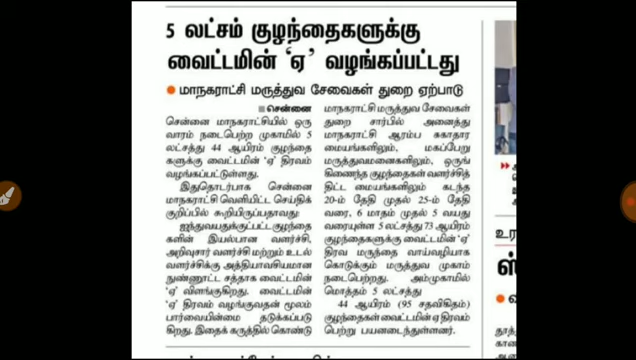 5 லட்சம் குழந்தைகளுக்கு
வைட்டமின் ‘ஏ’ வழங்கப்பட்டது
● மாநகராட்சி மருத்துவ சேவைகள் துறை ஏற்பாடு
■ சென்னை
சென்னை மாநகராட்சியில் ஒரு
வாரம் நடைபெற்ற முகாமில் 5
லட்சத்து 44 ஆயிரம் குழந்தை
களுக்கு வைட்டமின் ‘ஏ’ திரவம்
வழங்கப்பட்டுள்ளது.
இதுதொடர்பாக சென்னை
மாநகராட்சி வெளியிட்ட செய்திக்
குறிப்பில் கூறியிருப்பதாவது:
ஐந்துவயதுக்குட்பட்டகுழந்தை
களின் இயல்பான வளர்ச்சி,
அறிவுசார் வளர்ச்சி மற்றும் உடல்
வளர்ச்சிக்கு அத்தியாவசியமான
நுண்ணூட்ட சத்தாக வைட்டமின்
‘ஏ’ விளங்குகிறது. வைட்டமின்
‘ஏ’ திரவம் வழங்குவதன் மூலம்
பார்வையின்மை தடுக்கப்படு
கிறது. இதைக் கருத்தில் கொண்டு
மாநகராட்சி மருத்துவ சேவைகள்
துறை சார்பில் அனைத்து
மாநகராட்சி ஆரம்ப சுகாதார
மையங்களிலும், மகப்பேறு
மருத்துவமனைகளிலும், ஒருங்
கிணைந்த குழந்தைகள் வளர்ச்சித்
திட்ட மையங்களிலும் கடந்த
20-ம் தேதி முதல் 25-ம் தேதி
வரை, 6 மாதம் முதல் 5 வயது
வரையுள்ள 5 லட்சத்து 73 ஆயிரம்
குழந்தைகளுக்கு வைட்டமின் ‘ஏ’
திரவ மருந்தை வாய்வழியாக
கொடுக்கும் மருத்துவ முகாம்
நடைபெற்றது. அம்முகாமில்
மொத்தம் 5 லட்சத்து
44 ஆயிரம் (95 சதவிகிதம்)
குழந்தைகள் வைட்டமின் ஏ திரவம்
பெற்று பயனடைந்துள்ளனர்.